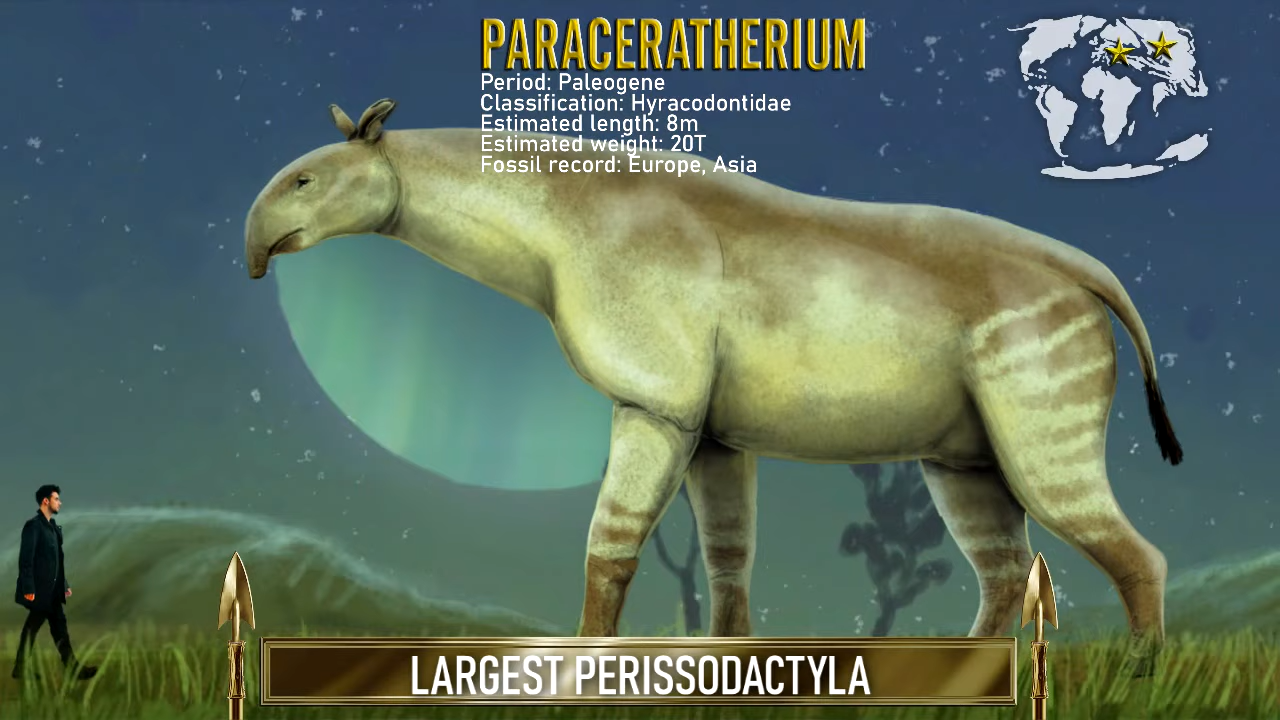 PARACERATHERIUM
Period: Paleogene
Classification: Hyracodontidae
Estimated length: 8m
Estimated weight: 20T
Fossil record: Europe, Asia
LARGEST PERISSODACTYLA